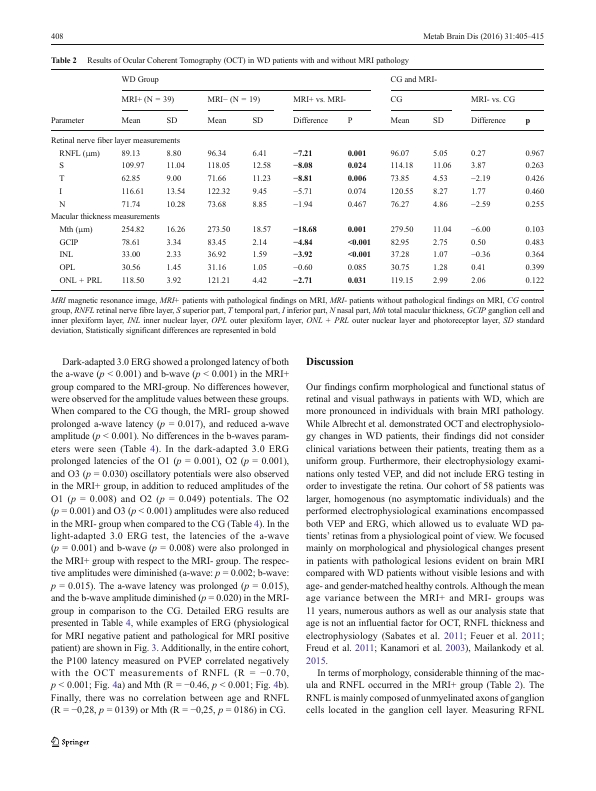 408
Metab Brain Dis (2016) 31:405–415
Table 2 Results of Ocular Coherent Tomography (OCT) in WD patients with and without MRI pathology
WD Group CG and MRI-
MRI+ (N = 39) MRI− (N = 19) MRI+ vs. MRI- CG MRI- vs. CG
Parameter Mean SD Mean SD Difference P Mean SD Difference p
Retinal nerve fiber layer measurements
RNFL (μm) 89.13 8.80 96.34 6.41 −7.21 0.001 96.07 5.05 0.27 0.967
S 109.97 11.04 118.05 12.58 −8.08 0.024 114.18 11.06 3.87 0.263
T 62.85 9.00 71.66 11.23 −8.81 0.006 73.85 4.53 −2.19 0.426
I 116.61 13.54 122.32 9.45 −5.71 0.074 120.55 8.27 1.77 0.460
N 71.74 10.28 73.68 8.85 −1.94 0.467 76.27 4.86 −2.59 0.255
Macular thickness measurements
Mth (μm) 254.82 16.26 273.50 18.57 −18.68 0.001 279.50 11.04 −6.00 0.103
GCIP 78.61 3.34 83.45 2.14 −4.84 <0.001 82.95 2.75 0.50 0.483
INL 33.00 2.33 36.92 1.59 −3.92 <0.001 37.28 1.07 −0.36 0.364
OPL 30.56 1.45 31.16 1.05 −0.60 0.085 30.75 1.28 0.41 0.399
ONL + PRL 118.50 3.92 121.21 4.42 −2.71 0.031 119.15 2.99 2.06 0.122
MRI magnetic resonance image, MRI+ patients with pathological findings on MRI, MRI- patients without pathological findings on MRI, CG control
group, RNFL retinal nerve fibre layer, S superior part, T temporal part, I inferior part, N nasal part, Mth total macular thickness, GCIP ganglion cell and
inner plexiform layer, INL inner nuclear layer, OPL outer plexiform layer, ONL + PRL outer nuclear layer and photoreceptor layer, SD standard
deviation, Statistically significant differences are represented in bold
Dark-adapted 3.0 ERG showed a prolonged latency of both
the a-wave (p < 0.001) and b-wave (p < 0.001) in the MRI+
group compared to the MRI-group. No differences however,
were observed for the amplitude values between these groups.
When compared to the CG though, the MRI- group showed
prolonged a-wave latency (p = 0.017), and reduced a-wave
amplitude (p < 0.001). No differences in the b-waves param-
eters were seen (Table 4). In the dark-adapted 3.0 ERG
prolonged latencies of the O1 (p = 0.001), O2 (p = 0.001),
and O3 (p = 0.030) oscillatory potentials were also observed
in the MRI+ group, in addition to reduced amplitudes of the
O1 (p = 0.008) and O2 (p = 0.049) potentials. The O2
(p = 0.001) and O3 (p < 0.001) amplitudes were also reduced
in the MRI- group when compared to the CG (Table 4). In the
light-adapted 3.0 ERG test, the latencies of the a-wave
(p = 0.001) and b-wave (p = 0.008) were also prolonged in
the MRI+ group with respect to the MRI- group. The respec-
tive amplitudes were diminished (a-wave: p = 0.002; b-wave:
p = 0.015). The a-wave latency was prolonged (p = 0.015),
and the b-wave amplitude diminished (p = 0.020) in the MRI-
group in comparison to the CG. Detailed ERG results are
presented in Table 4, while examples of ERG (physiological
for MRI negative patient and pathological for MRI positive
patient) are shown in Fig. 3. Additionally, in the entire cohort,
the P100 latency measured on PVEP correlated negatively
with the OCT measurements of RNFL (R = −0.70,
p < 0.001; Fig. 4a) and Mth (R = −0.46, p < 0.001; Fig. 4b).
Finally, there was no correlation between age and RNFL
(R = −0,28, p = 0139) or Mth (R = −0,25, p = 0186) in CG.
Discussion
Our findings confirm morphological and functional status of
retinal and visual pathways in patients with WD, which are
more pronounced in individuals with brain MRI pathology.
While Albrecht et al. demonstrated OCT and electrophysiolo-
gy changes in WD patients, their findings did not consider
clinical variations between their patients, treating them as a
uniform group. Furthermore, their electrophysiology exami-
nations only tested VEP, and did not include ERG testing in
order to investigate the retina. Our cohort of 58 patients was
larger, homogenous (no asymptomatic individuals) and the
performed electrophysiological examinations encompassed
both VEP and ERG, which allowed us to evaluate WD pa-
tients’ retinas from a physiological point of view. We focused
mainly on morphological and physiological changes present
in patients with pathological lesions evident on brain MRI
compared with WD patients without visible lesions and with
age- and gender-matched healthy controls. Although the mean
age variance between the MRI+ and MRI- groups was
11 years, numerous authors as well as our analysis state that
age is not an influential factor for OCT, RNFL thickness and
electrophysiology (Sabates et al. 2011; Feuer et al. 2011;
Freud et al. 2011; Kanamori et al. 2003), Mailankody et al.
2015.
In terms of morphology, considerable thinning of the mac-
ula and RNFL occurred in the MRI+ group (Table 2). The
RNFL is mainly composed of unmyelinated axons of ganglion
cells located in the ganglion cell layer. Measuring RFNL
Springer